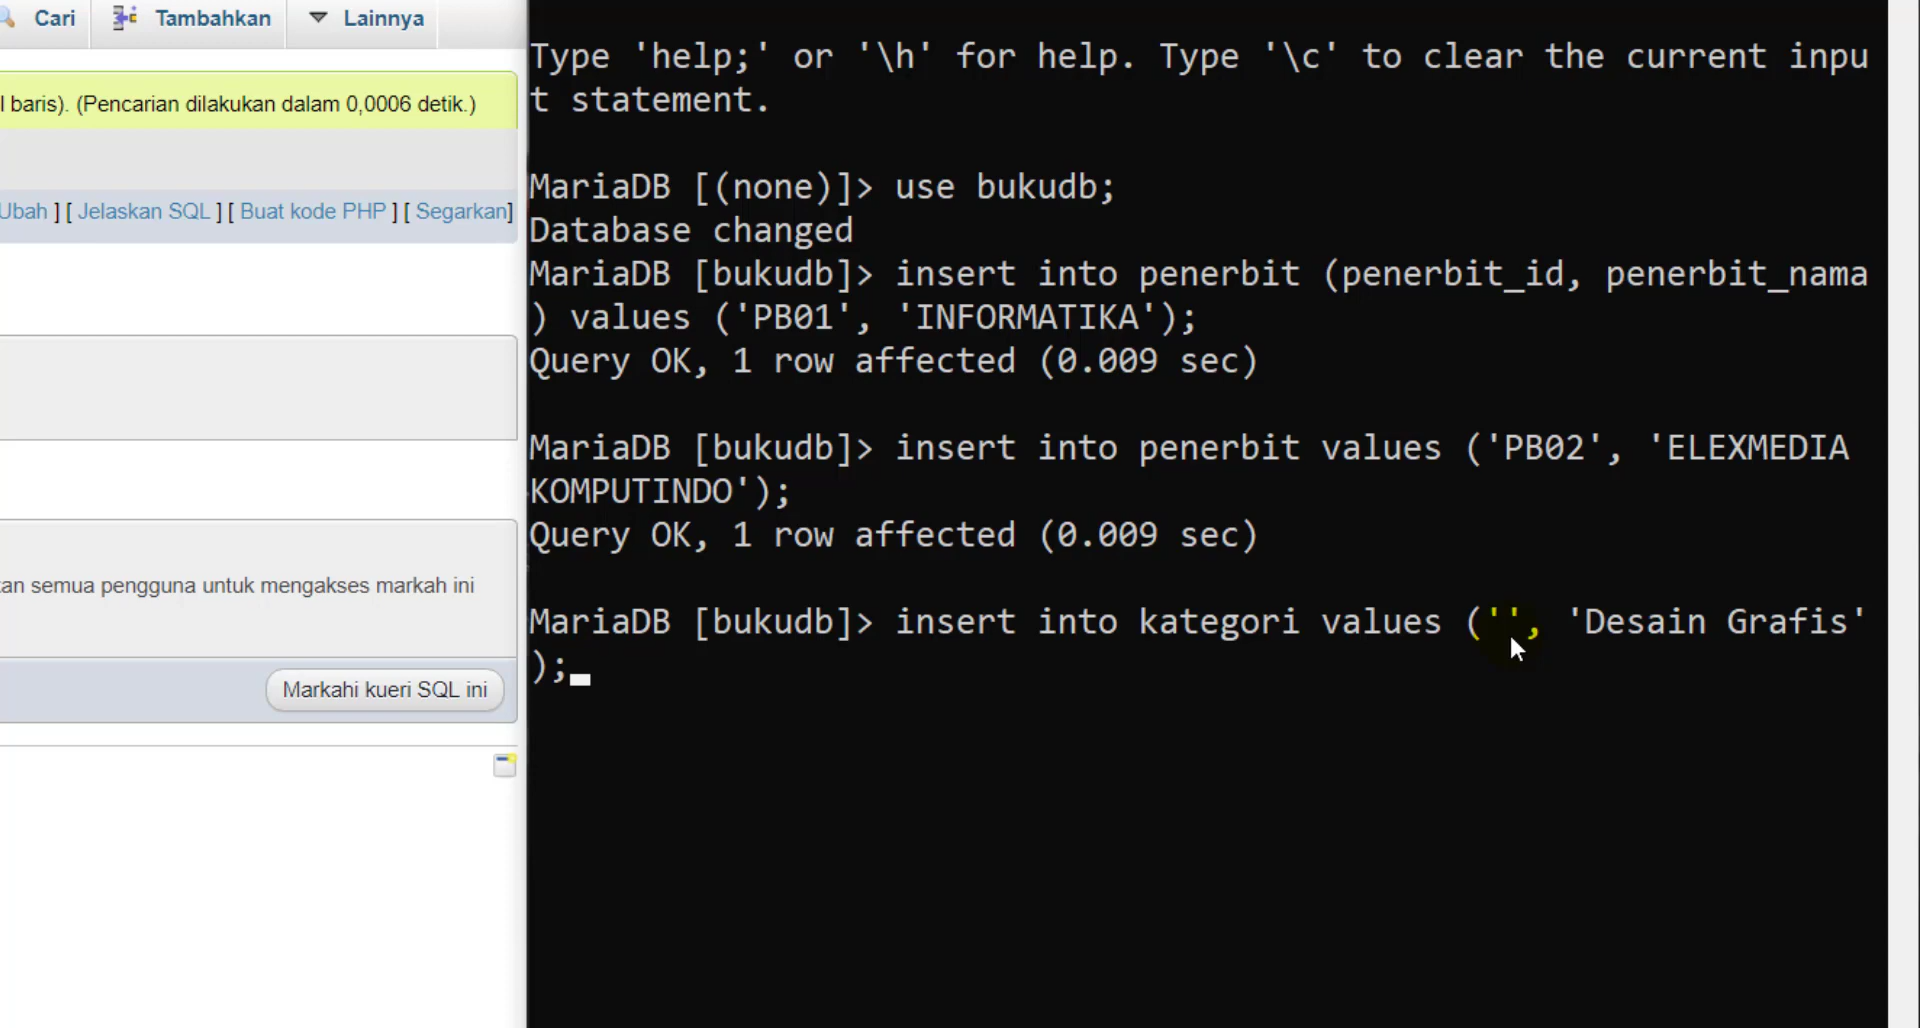 Cari Tambahkan Lainnya
l baris). (Pencarian dilakukan dalam 0,0006 detik.)
Ubah ] [ Jelaskan SQL ] [ Buat kode PHP ] [ Segarkan]
an semua pengguna untuk mengakses markah ini
Markahi kueri SQL ini
Type 'help;' or '\h' for help. Type '\c' to clear the current inpu
t statement.
MariaDB [(none)]> use bukudb;
Database changed
MariaDB [bukudb]> insert into penerbit (penerbit_id, penerbit_nama
) values ('PB01', 'INFORMATIKA');
Query OK, 1 row affected (0.009 sec)
MariaDB [bukudb]> insert into penerbit values ('PB02', 'ELEXMEDIA
KOMPUTINDO');
Query OK, 1 row affected (0.009 sec)
MariaDB [bukudb]> insert into kategori values ('', 'Desain Grafis'
);